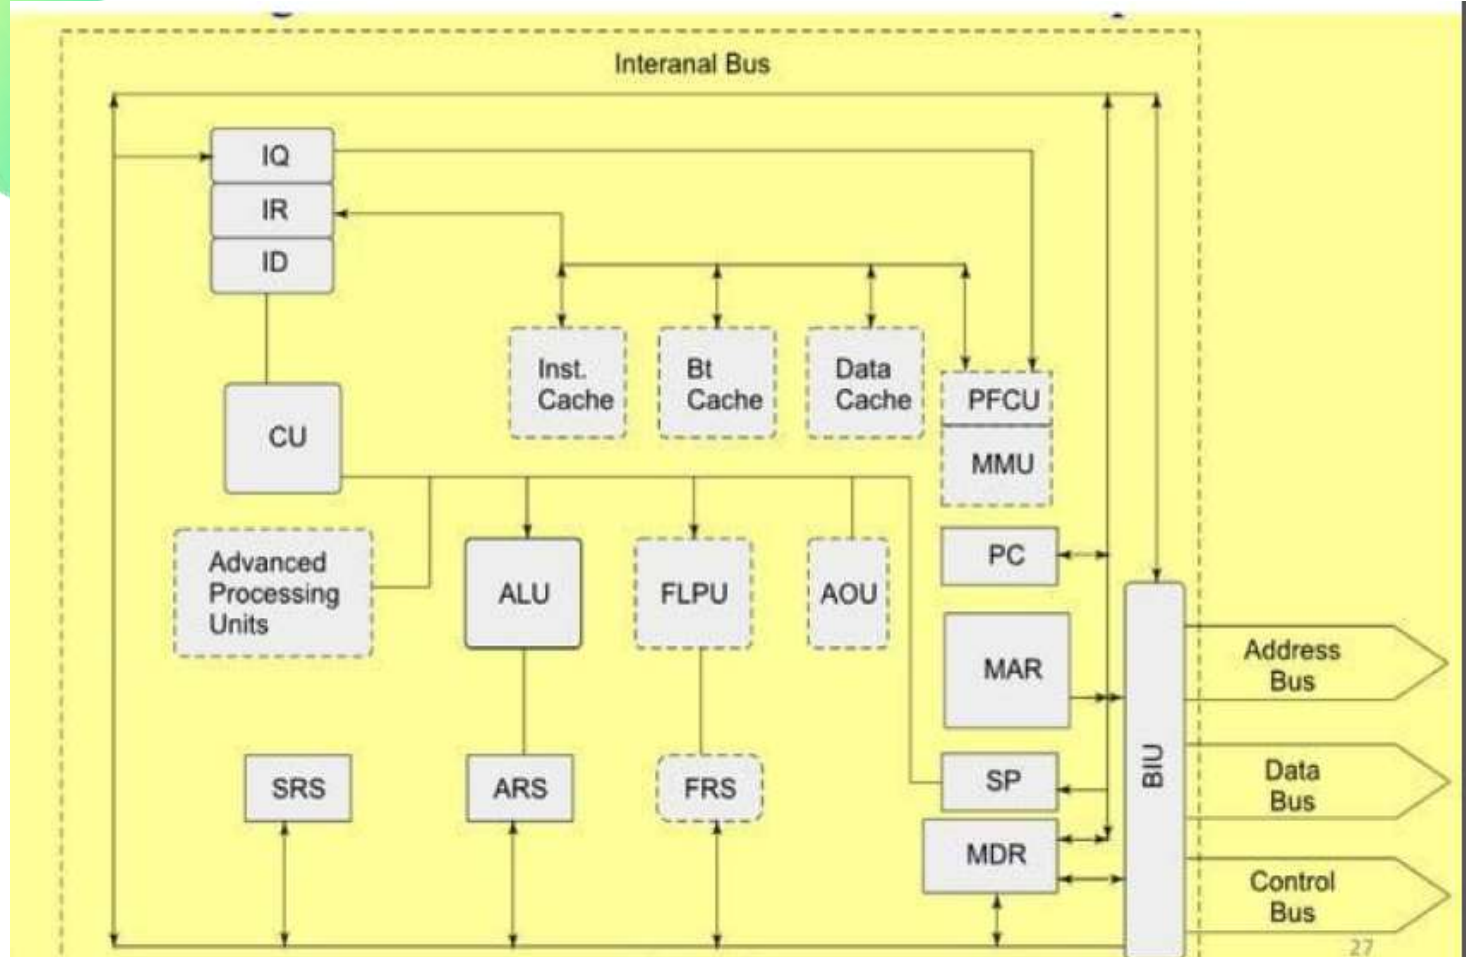 Interanal Bus
IQ
IR
ID
Inst.
Cache
Bt
Cache
Data
Cache
PFCU
MMU
CU
PC
Advanced
Processing
Units
ALU
FLPU
AOU
MAR
Address
Bus
SRS
ARS
FRS
SP
BIU
Data
Bus
MDR
Control
Bus
27